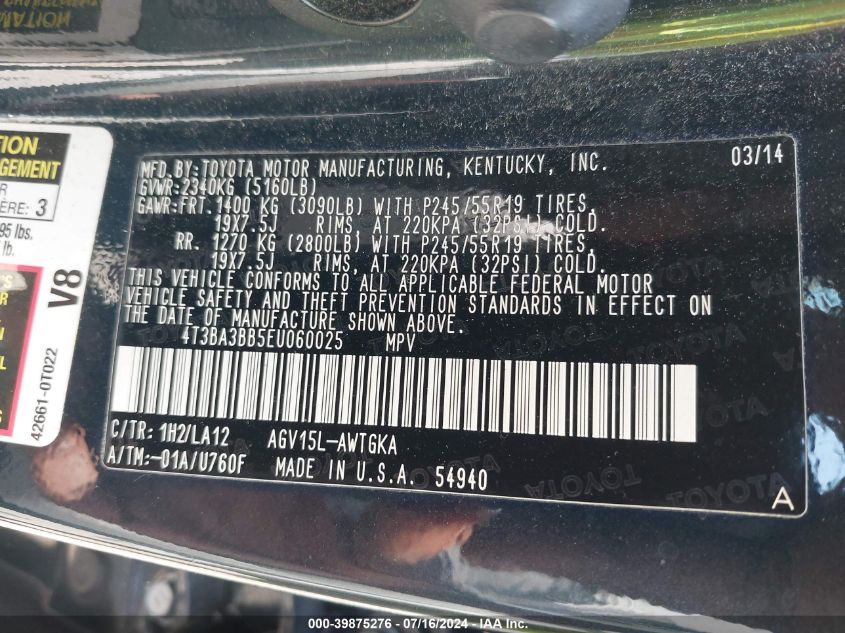 MFD.BY:TOYOTA MOTOR MANUFACTURING, KENTUCKY, INC. 03/14
GVWR:2340KG (5160LB)
GAWR:FRT.1400 KG (3090LB) WITH P245/55R19 TIRES,
19X7.5J RIMS, AT 220KPA (32PSI) COLD.
RR. 1270 KG (2800LB) WITH P245/55R19 TIRES,
19X7.5J RIMS, AT 220KPA (32PSI) COLD.
THIS VEHICLE CONFORMS TO ALL APPLICABLE FEDERAL MOTOR
VEHICLE SAFETY AND THEFT PREVENTION STANDARDS IN EFFECT ON
THE DATE OF MANUFACTURE SHOWN ABOVE.
4T3BA3BB5EU060025 MPV
C/TR: 1H2/LA12 AGV15L-AWTGKA
A/TM:-01A/U760F MADE IN U.S.A. 54940
A
3
lbs.
lb.
V8
42661-0T022
000-39875276 - 07/16/2024 - IAA Inc.